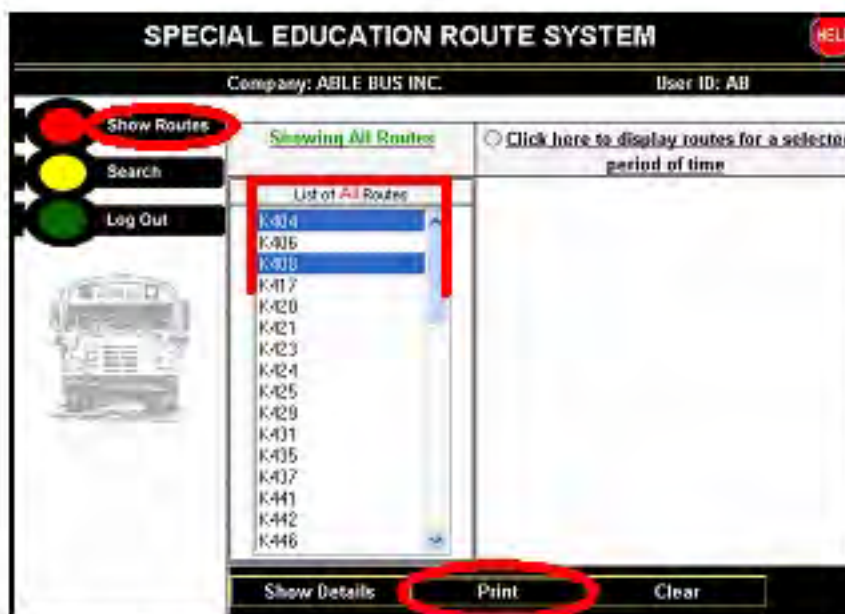 SPECIAL EDUCATION ROUTE SYSTEM
HELP
Company: ABLE BUS INC.
User ID: AB
Show Routes
Search
Log Out
Showing All Routes
Click here to display routes for a selected
period of time
List of All Routes
K404
K406
K408
K417
K420
K421
K423
K424
K425
K429
K431
K435
K437
K441
K442
K446
Show Details
Print
Clear